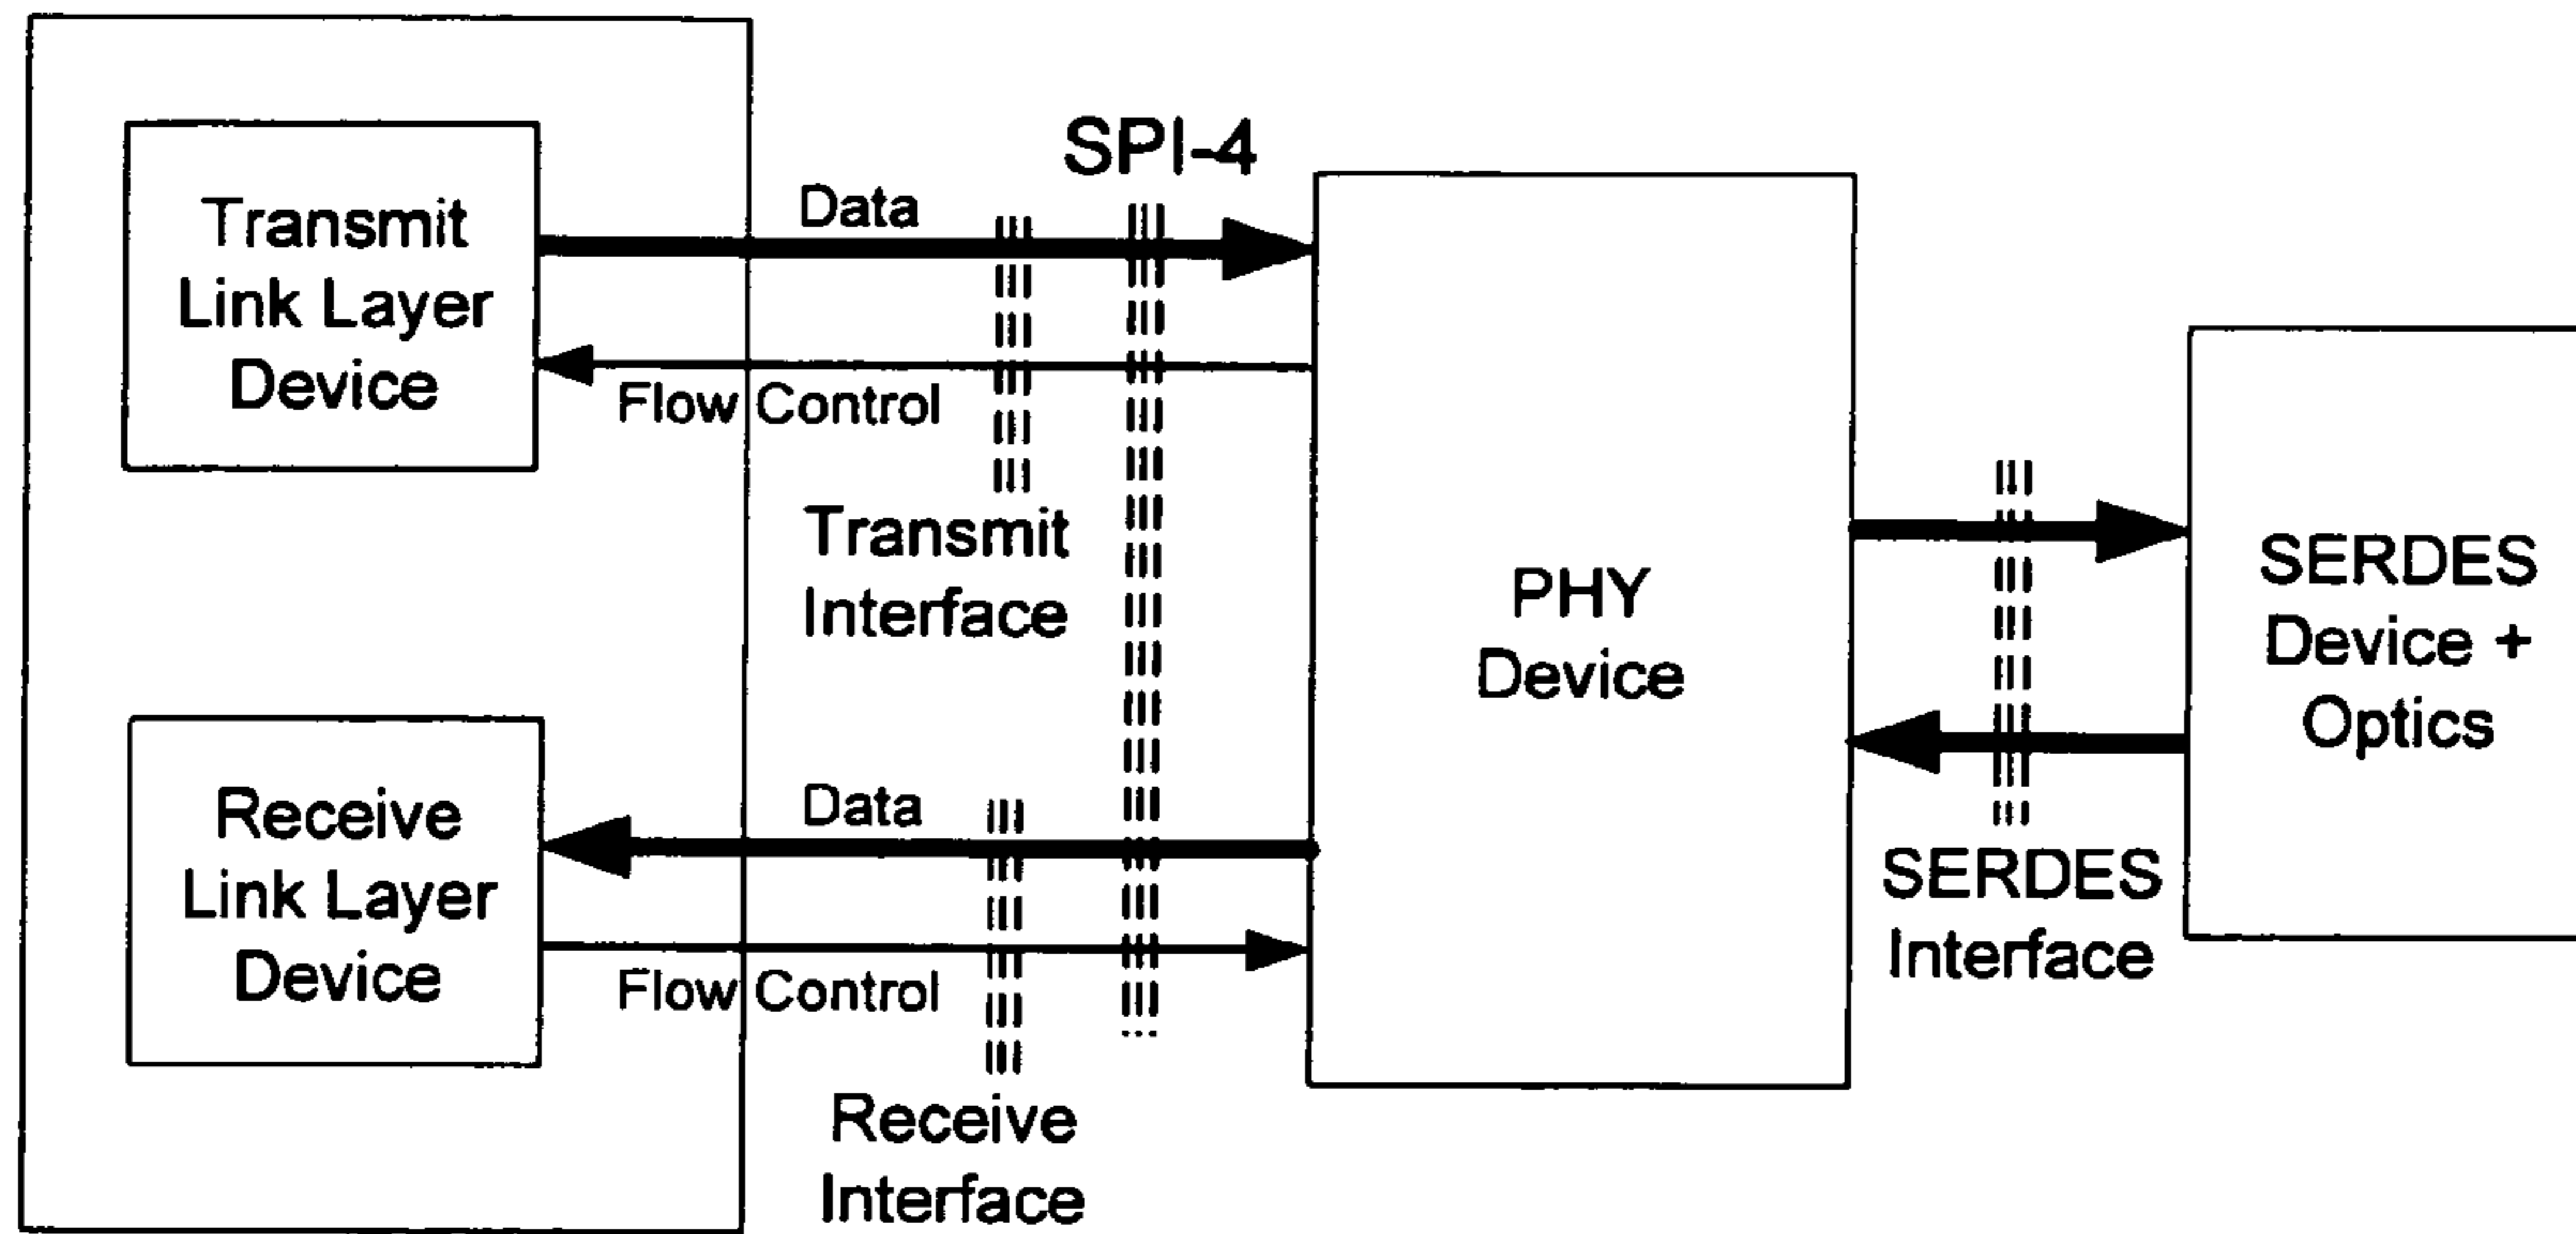 SPI-4
Data
Transmit
Link Layer
Device
Flow Control
Transmit
Interface
PHY
Device
SERDES
Device +
Optics
Data
Receive
Link Layer
Device
Flow Control
SERDES
Interface
Receive
Interface